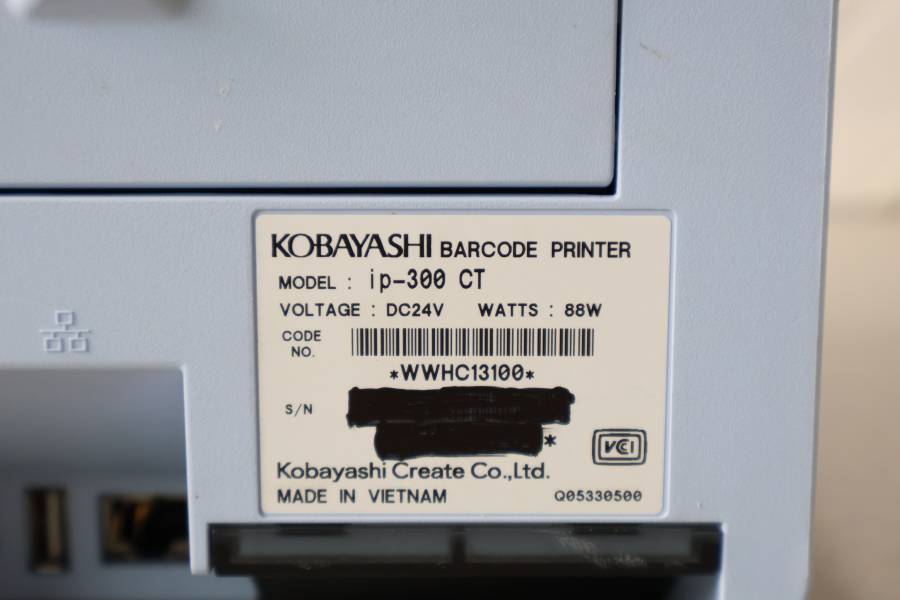 KOBAYASHI BARCODE PRINTER
MODEL : ip-300 CT
VOLTAGE : DC24V WATTS : 88W
CODE NO.
*WWHC13100*
S/N
*
VCCI
Kobayashi Create Co.,Ltd.
MADE IN VIETNAM Q05330500